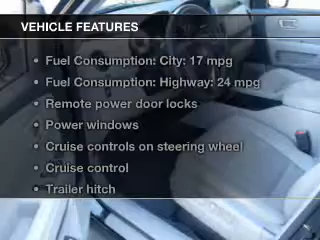 VEHICLE FEATURES
• Fuel Consumption: City: 17 mpg
• Fuel Consumption: Highway: 24 mpg
• Remote power door locks
• Power windows
• Cruise controls on steering wheel
• Cruise control
• Trailer hitch